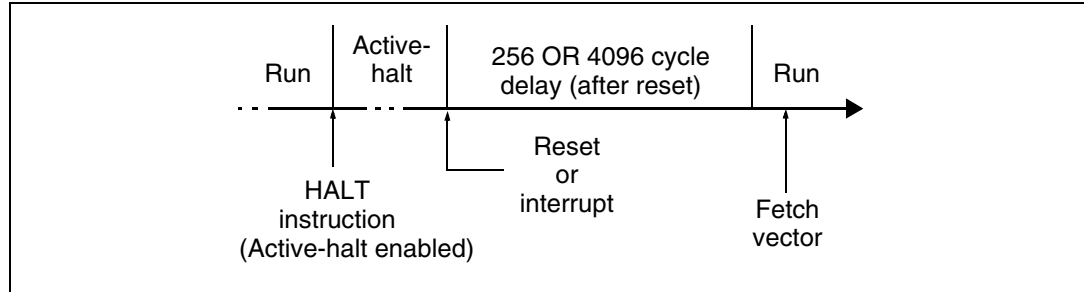 Run
Active-
halt
256 OR 4096 cycle
delay (after reset)
Run
HALT
instruction
(Active-halt enabled)
Reset
or
interrupt
Fetch
vector